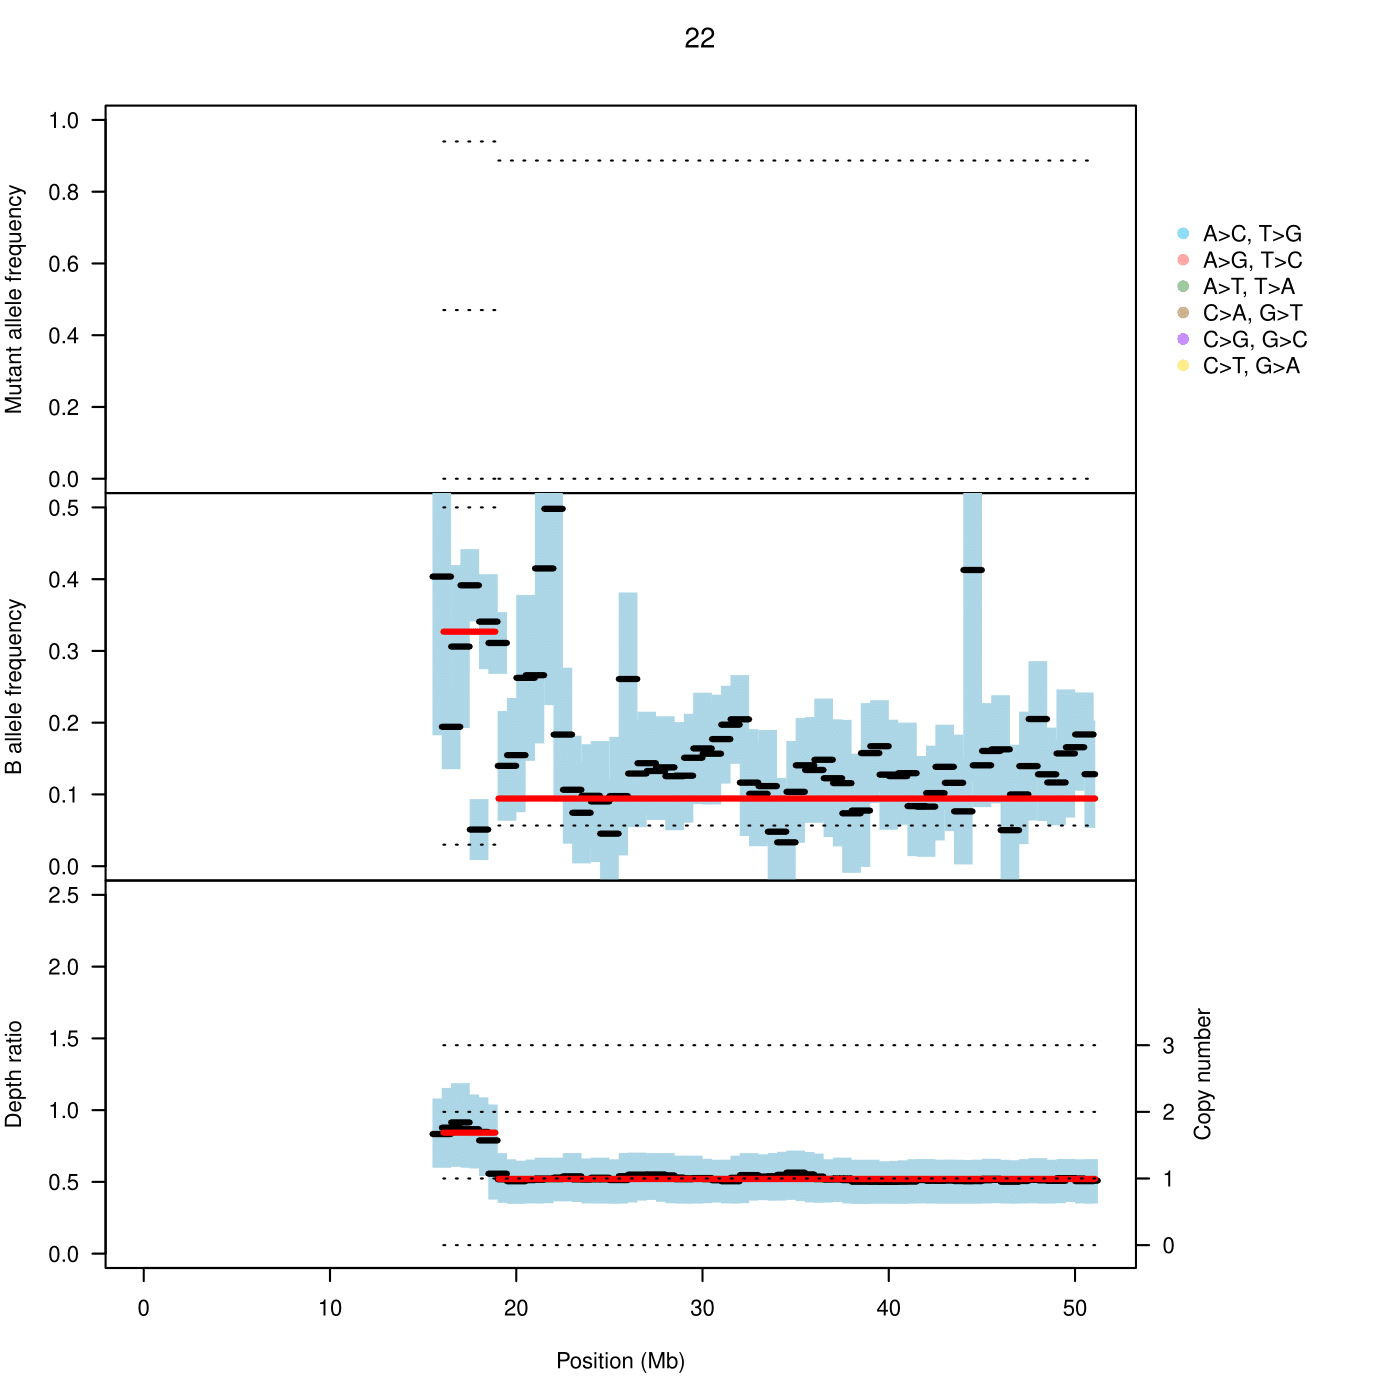 22
Mutant allele frequency
1.0
0.8
0.6
0.4
0.2
0.0
A>C, T>G
A>G, T>C
A>T, T>A
C>A, G>T
C>G, G>C
C>T, G>A
B allele frequency
0.5
0.4
0.3
0.2
0.1
0.0
Depth ratio
2.5
2.0
1.5
1.0
0.5
0.0
3
2
1
0
Copy number
0 10 20 30 40 50
Position (Mb)